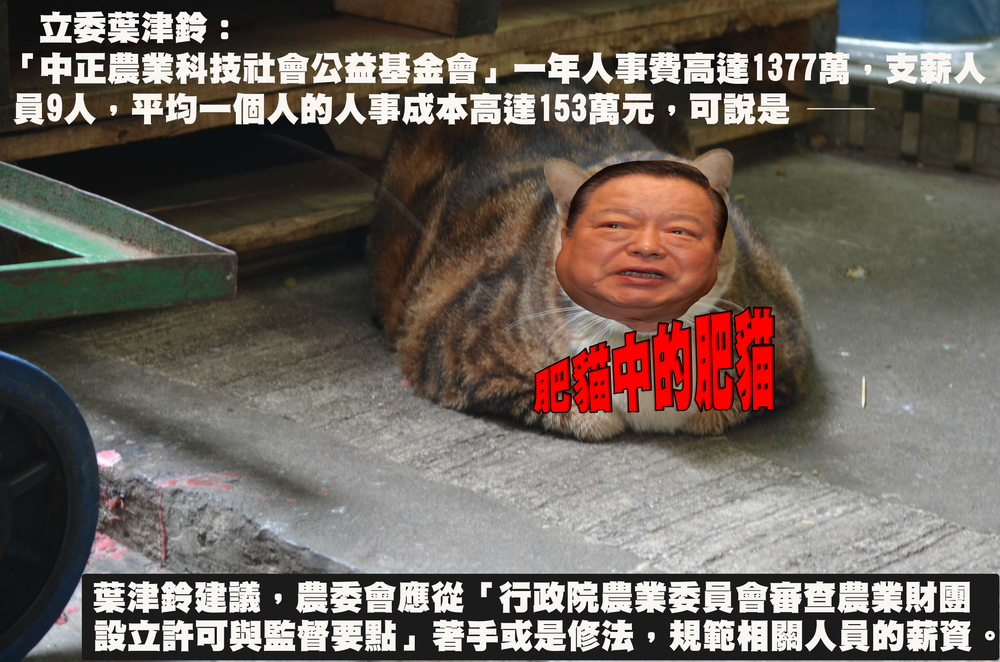 立委葉津鈴：
「中正農業科技社會公益基金會」一年人事費高達1377萬，支薪人
員9人，平均一個人的人事成本高達153萬元，可說是 ——
肥貓中的肥貓
葉津鈴建議，農委會應從「行政院農業委員會審查農業財團
設立許可與監督要點」著手或是修法，規範相關人員的薪資。